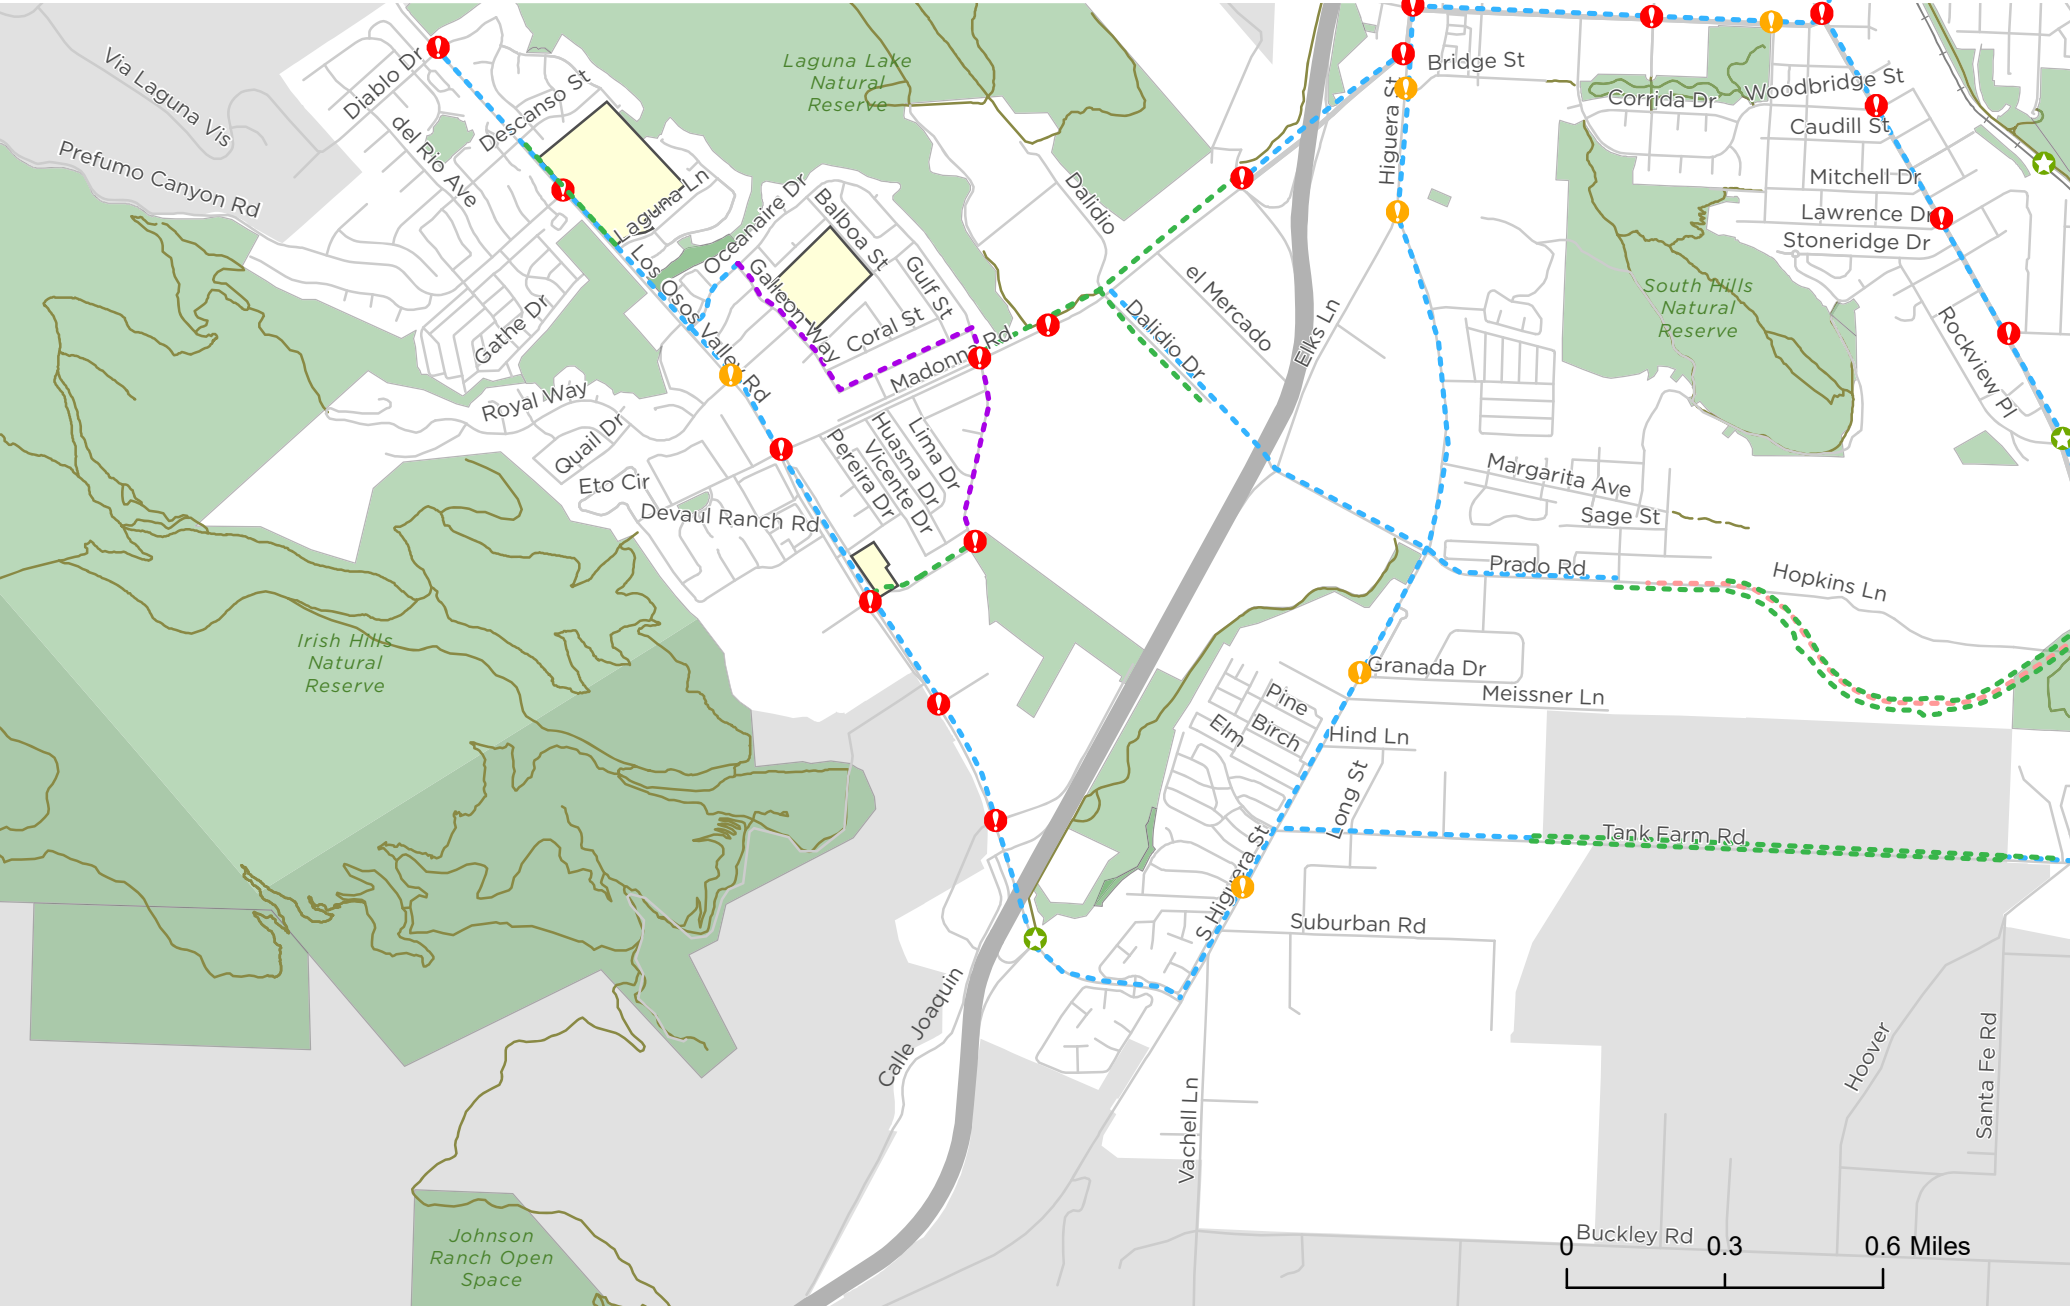 Via Laguna Vis
Diablo Dr
Descanso St
del Rio Ave
Prefumo Canyon Rd
Laguna Lake
Natural
Reserve
Bridge St
Higuera St
Corrida Dr
Woodbridge St
Caudill St
Mitchell Dr
Lawrence Dr
Stoneridge Dr
Laguna Ln
Oceanaire Dr
Balboa St
Gulf St
Dalidio
Los Osos Valley Rd
Galleon Way
Coral St
Madonna Rd
Gathe Dr
Royal Way
Quail Dr
Eto Cir
Devaul Ranch Rd
Pereira Dr
Vicente Dr
Huasna Dr
Lima Dr
el Mercado
Dalidio Dr
Elks Ln
South Hills
Natural
Reserve
Rockview Pl
Margarita Ave
Sage St
Prado Rd
Hopkins Ln
Irish Hills
Natural
Reserve
Granada Dr
Meissner Ln
Pine
Birch
Elm
Hind Ln
Long St
Tank Farm Rd
S Higuera St
Suburban Rd
Calle Joaquin
Vachell Ln
Hoover
Santa Fe Rd
Buckley Rd
Johnson
Ranch Open
Space
0 0.3 0.6 Miles